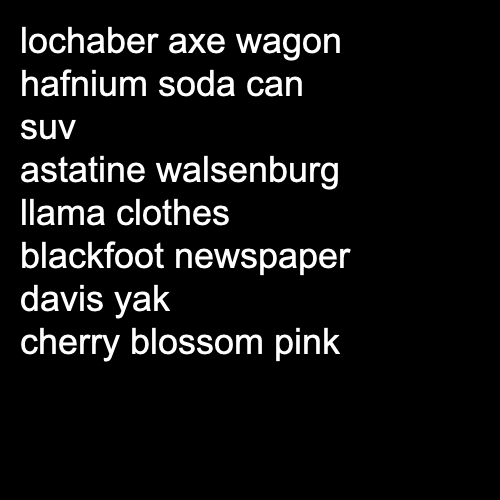 lochaber axe wagon
hafnium soda can
suv
astatine walsenburg
llama clothes
blackfoot newspaper
davis yak
cherry blossom pink